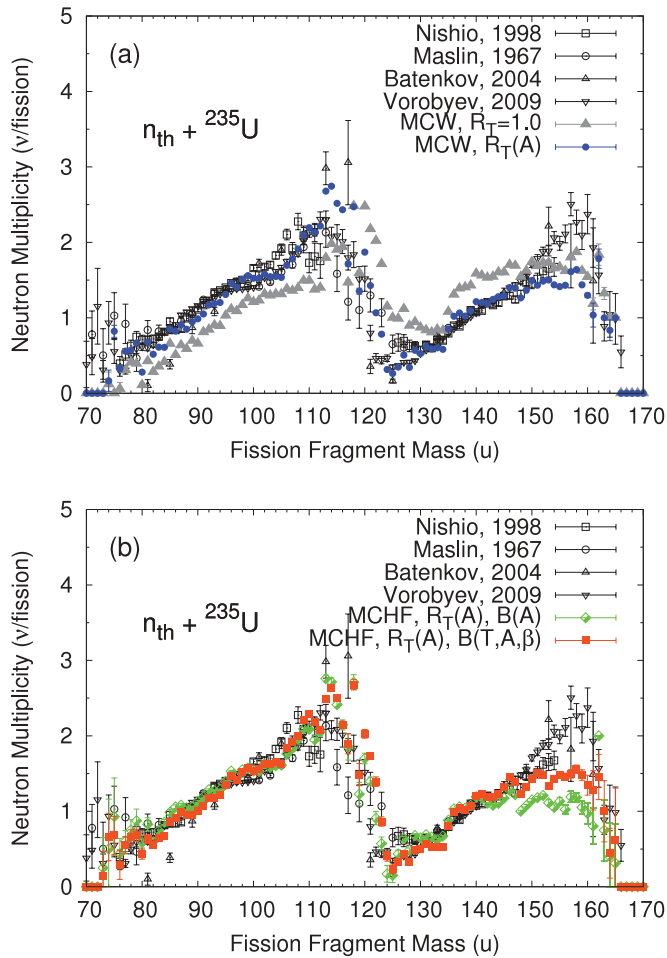 5
4
3
2
1
0
Neutron Multiplicity (ν/fission)
(a)
n_th + ²³⁵U
Nishio, 1998
Maslin, 1967
Batenkov, 2004
Vorobyev, 2009
MCW, R_T=1.0
MCW, R_T(A)
70 80 90 100 110 120 130 140 150 160 170
Fission Fragment Mass (u)
5
4
3
2
1
0
Neutron Multiplicity (ν/fission)
(b)
n_th + ²³⁵U
Nishio, 1998
Maslin, 1967
Batenkov, 2004
Vorobyev, 2009
MCHF, R_T(A), B(A)
MCHF, R_T(A), B(T,A,β)
70 80 90 100 110 120 130 140 150 160 170
Fission Fragment Mass (u)